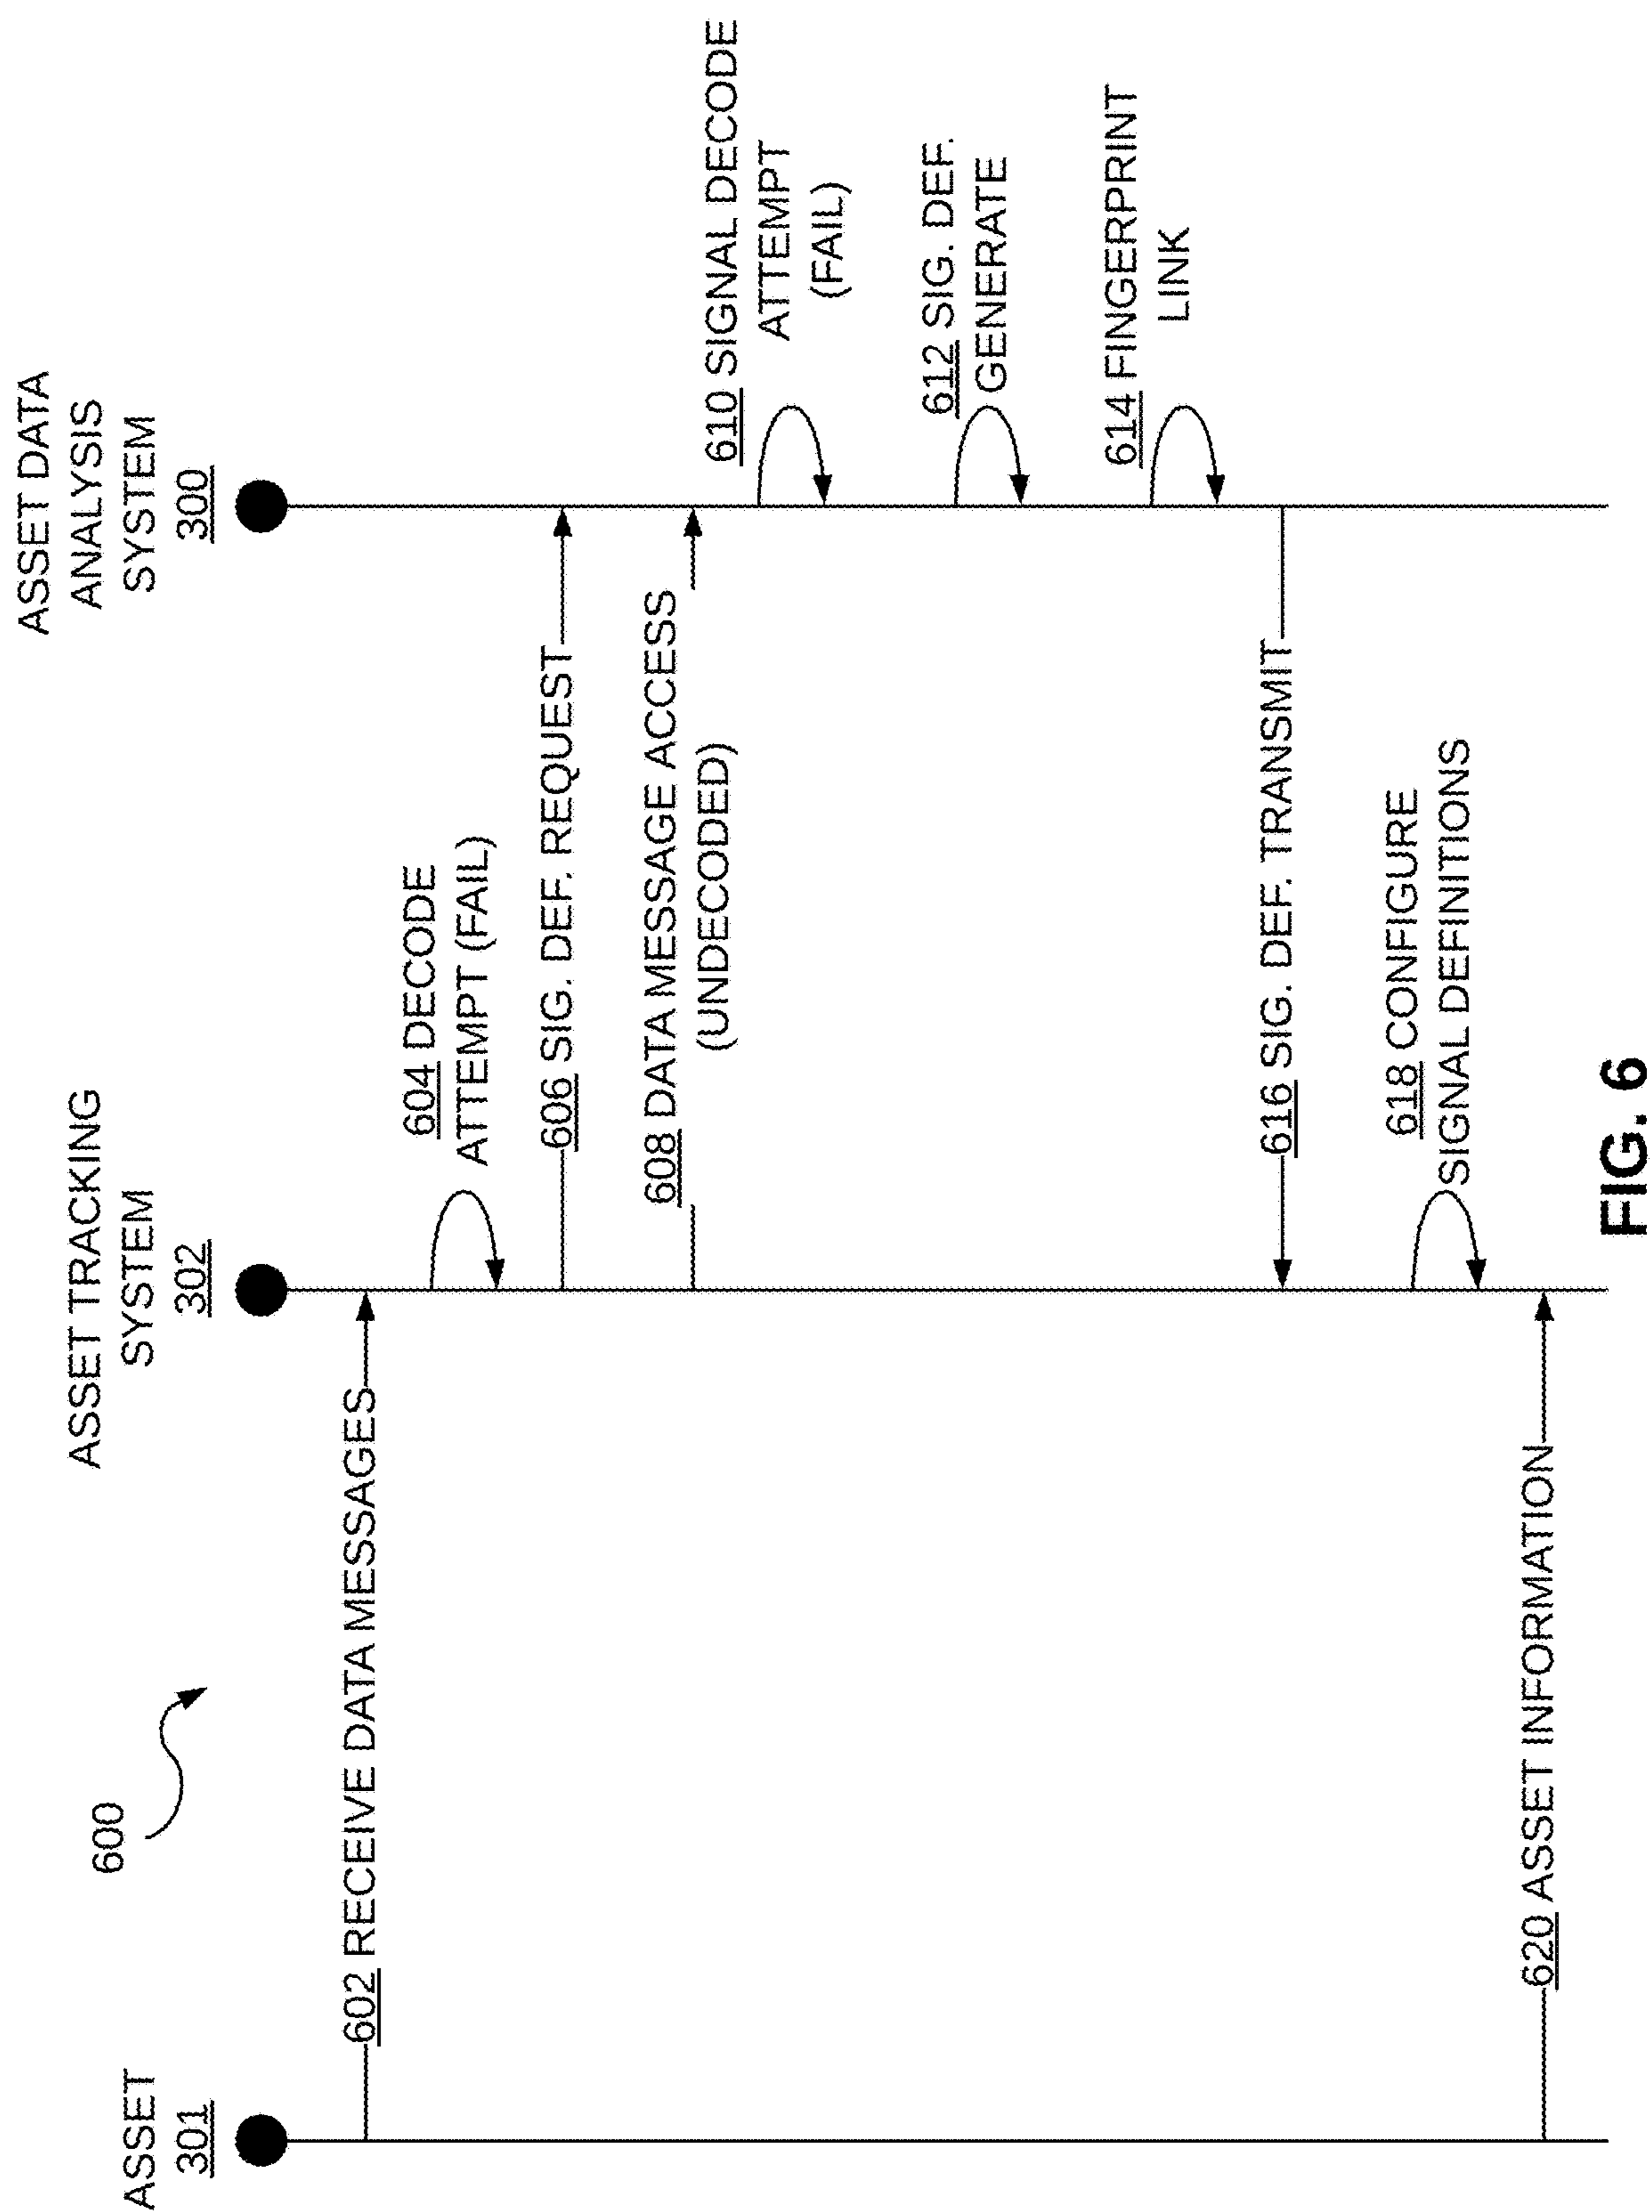 600
ASSET
301
ASSET TRACKING
SYSTEM
302
ASSET DATA
ANALYSIS
SYSTEM
300
602 RECEIVE DATA MESSAGES
604 DECODE
ATTEMPT (FAIL)
606 SIG. DEF. REQUEST
608 DATA MESSAGE ACCESS
(UNDECODED)
610 SIGNAL DECODE
ATTEMPT
(FAIL)
612 SIG. DEF.
GENERATE
614 FINGERPRINT
LINK
616 SIG. DEF. TRANSMIT
618 CONFIGURE
SIGNAL DEFINITIONS
620 ASSET INFORMATION
FIG. 6